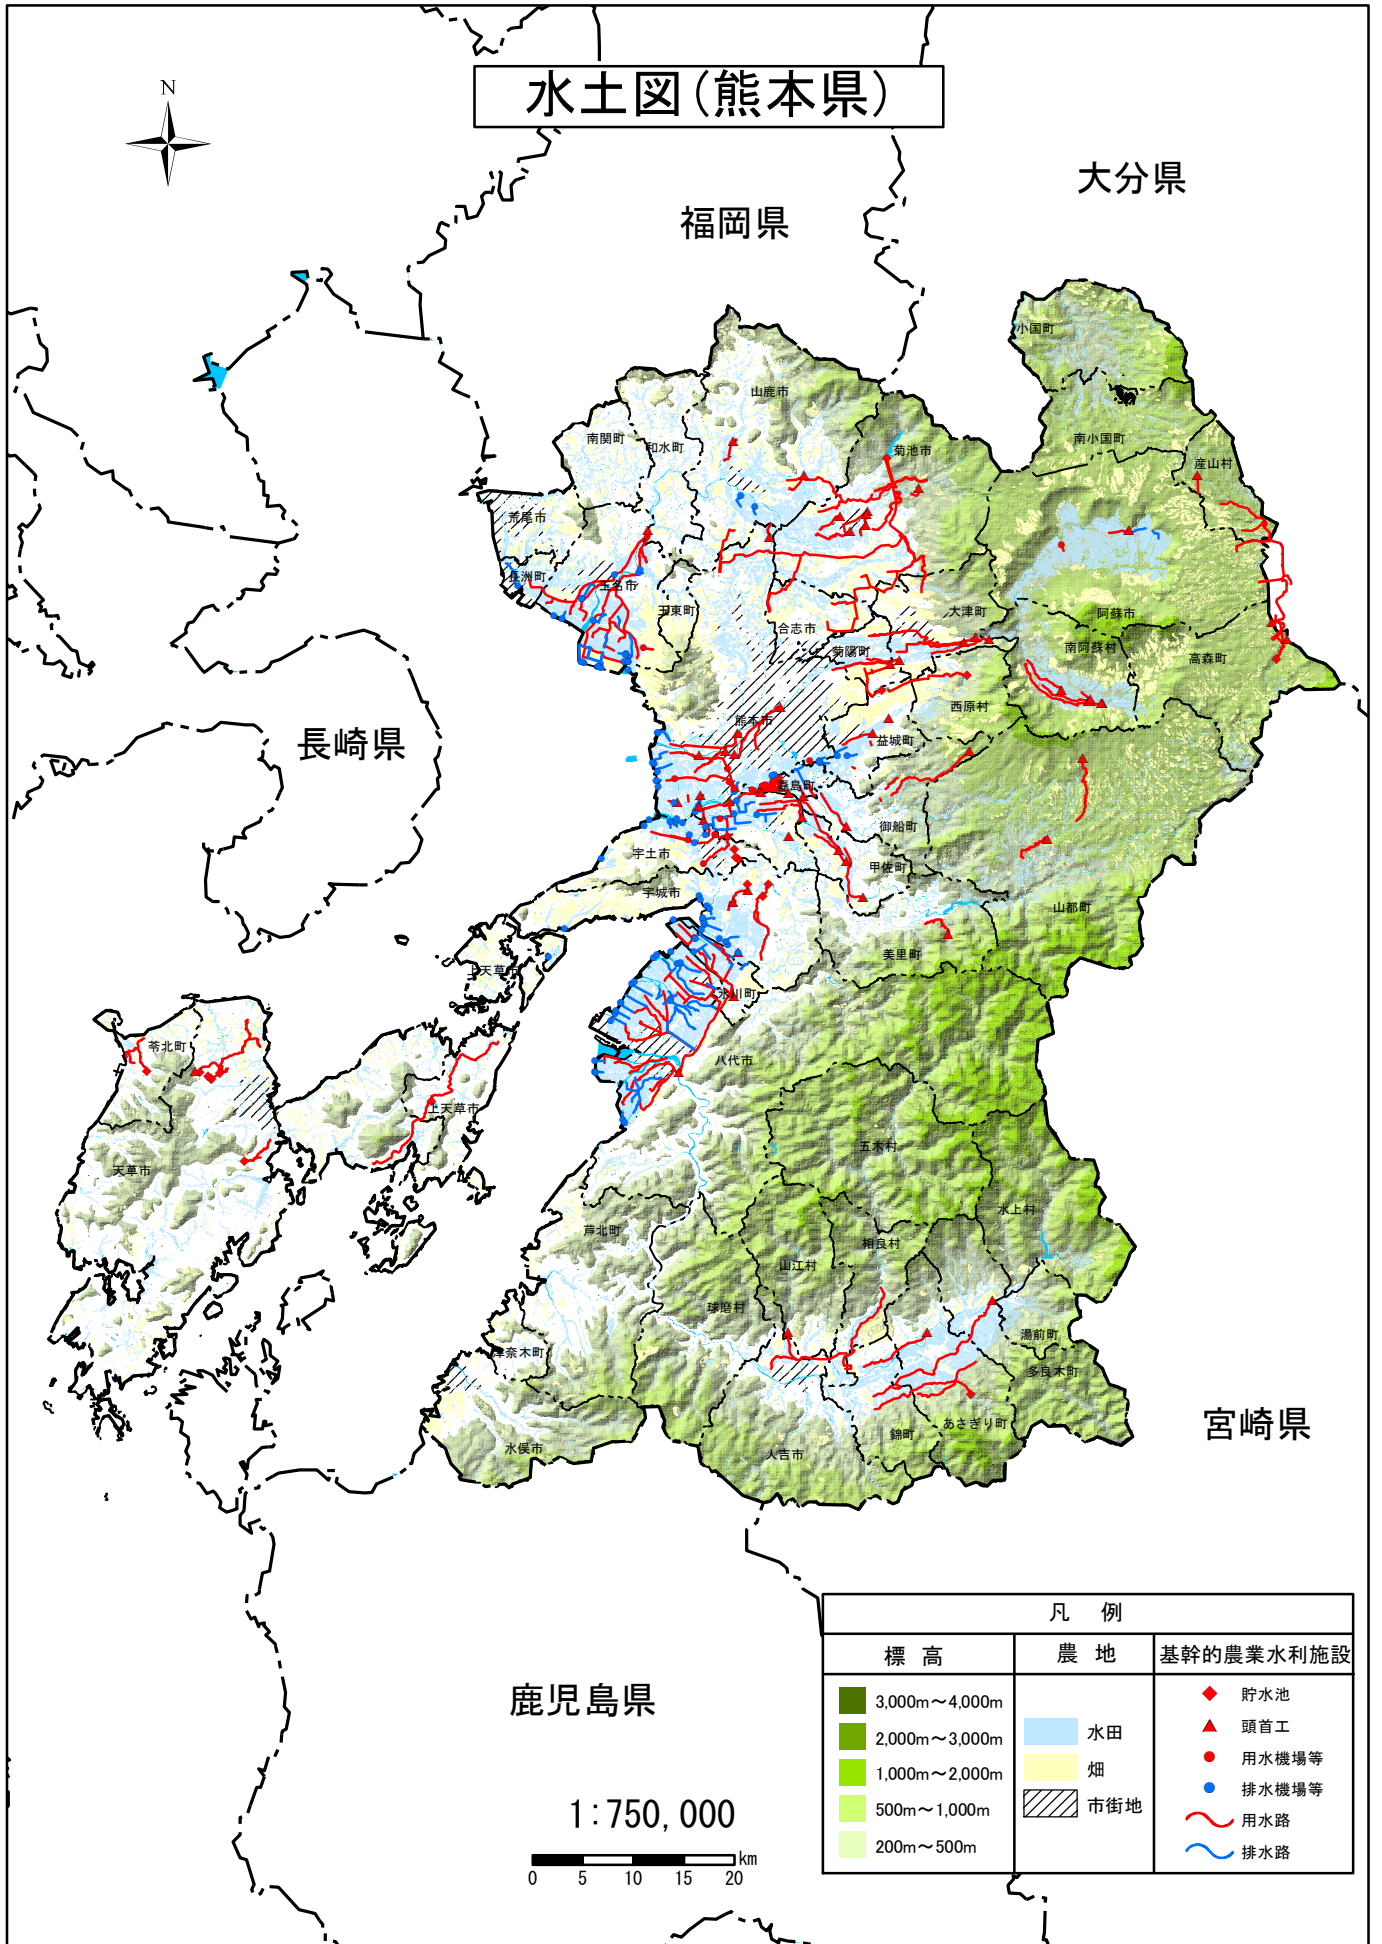 水土図(熊本県)
N
大分県
福岡県
小国町
山鹿市
南関町
和水町
南小国町
菊池市
産山村
荒尾市
長洲町
玉名市
玉東町
大津町
阿蘇市
合志市
菊陽町
南阿蘇村
高森町
西原村
熊本市
益城町
長崎県
嘉島町
御船町
宇土市
甲佐町
宇城市
山都町
美里町
上天草市
氷川町
苓北町
八代市
上天草市
五木村
天草市
水上村
芦北町
相良村
山江村
球磨村
湯前町
津奈木町
多良木町
あさぎり町
錦町
水俣市
人吉市
宮崎県
鹿児島県
1:750,000
km
0 5 10 15 20
凡 例
標 高
農 地
基幹的農業水利施設
3,000m～4,000m
2,000m～3,000m
1,000m～2,000m
500m～1,000m
200m～500m
水田
畑
市街地
貯水池
頭首工
用水機場等
排水機場等
用水路
排水路